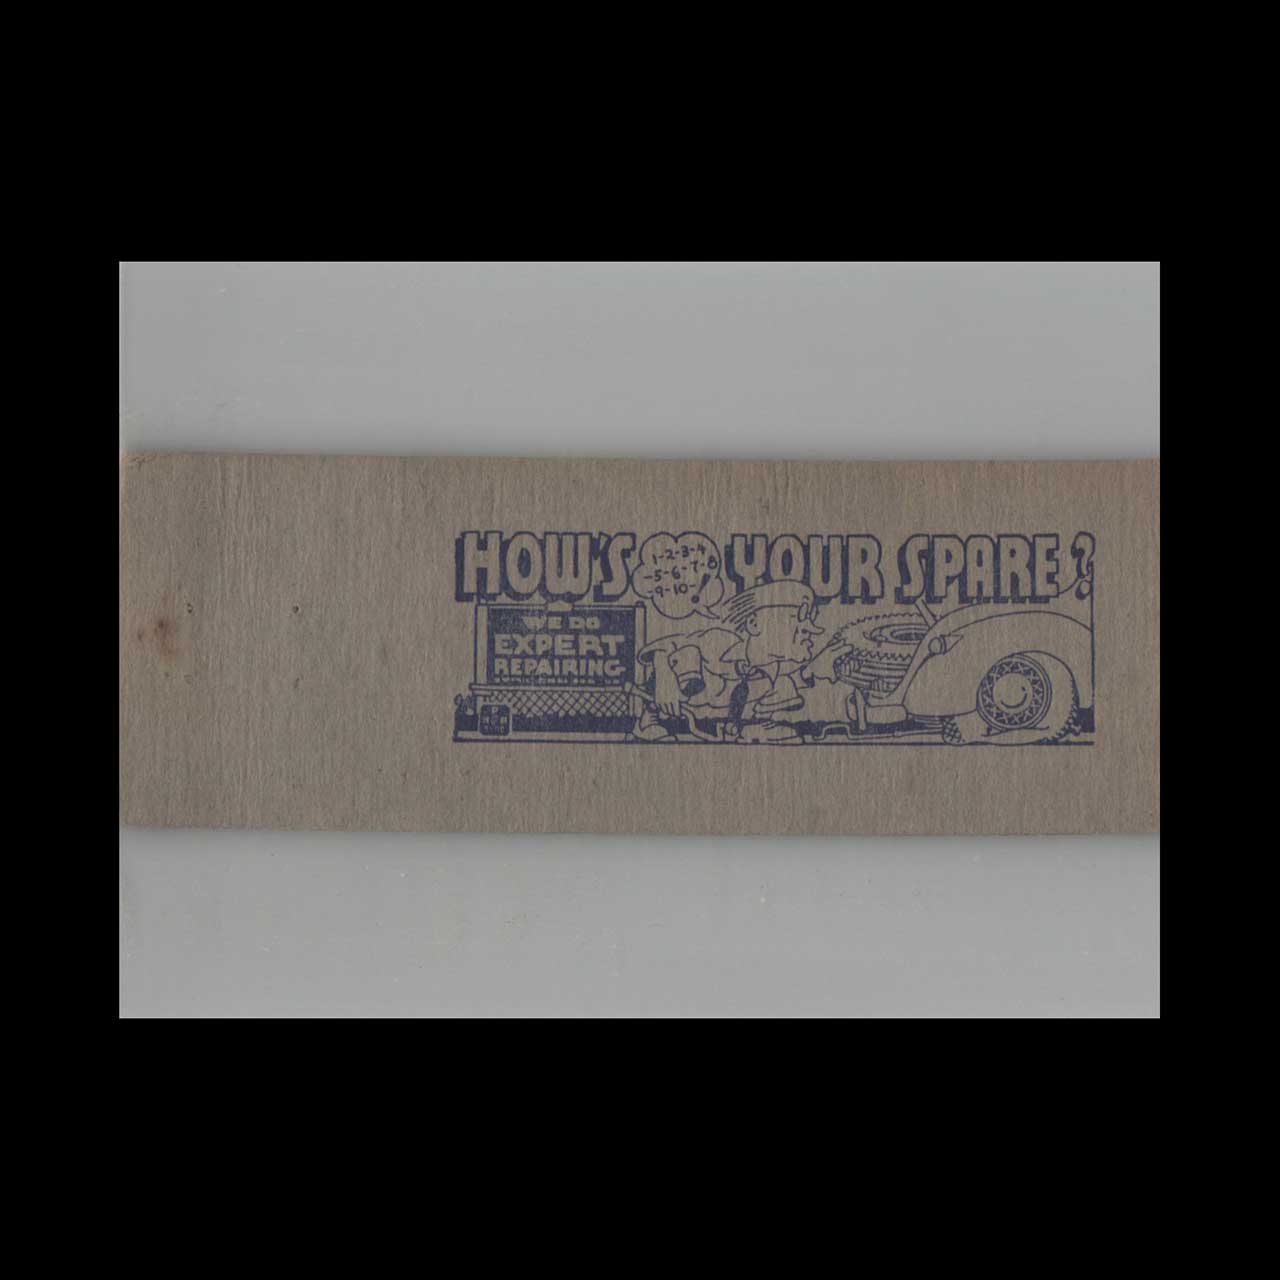 HOW'S YOUR SPARE?
1-2-3-4
-5-6-7-8
-9-10-!
WE DO
EXPERT
REPAIRING